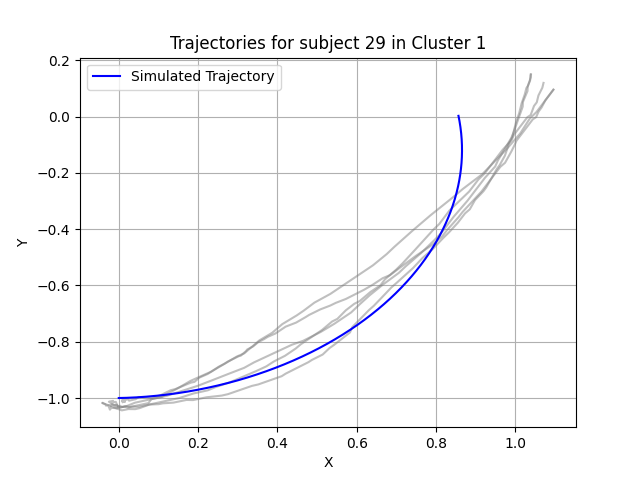 Trajectories for subject 29 in Cluster 1
Simulated Trajectory
0.2
0.0
−0.2
−0.4
−0.6
−0.8
−1.0
Y
0.0 0.2 0.4 0.6 0.8 1.0
X